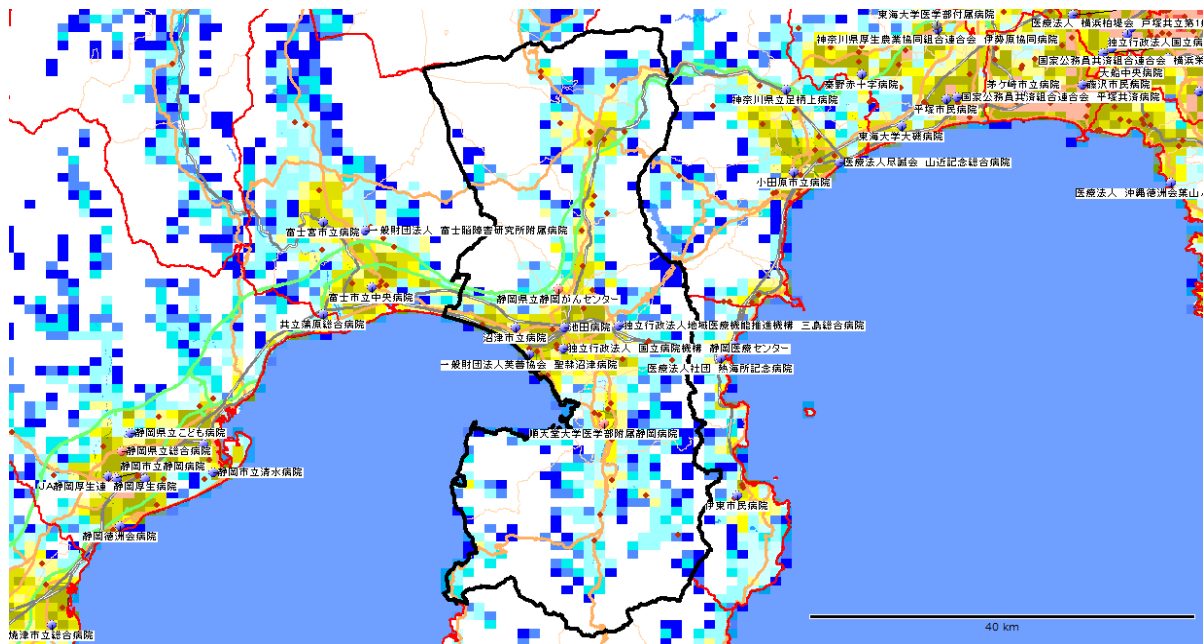 東海大学医学部付属病院
医療法人 横浜柏堤会 戸塚共立第1
神奈川県厚生農業協同組合連合会 伊勢原協同病院
独立行政法人国立病
国家公務員共済組合連合会 横浜栄
大船中央病院
秦野赤十字病院
茅ケ崎市立病院
藤沢市民病院
神奈川県立足柄上病院
国家公務員共済組合連合会 平塚共済病院
平塚市民病院
東海大学大磯病院
医療法人尽誠会 山近記念総合病院
小田原市立病院
医療法人 沖縄徳洲会葉山
富士宮市立病院
一般財団法人 富士脳障害研究所附属病院
富士市立中央病院
静岡県立静岡がんセンター
共立蒲原総合病院
沼津市立病院
池田病院
独立行政法人地域医療機能推進機構 三島総合病院
独立行政法人 国立病院機構 静岡医療センター
一般財団法人芙蓉協会 聖隷沼津病院
医療法人社団 熱海所記念病院
順天堂大学医学部附属静岡病院
静岡県立こども病院
静岡県立総合病院
静岡市立静岡病院
静岡市立清水病院
JA静岡厚生連 静岡厚生病院
伊東市民病院
静岡徳洲会病院
焼津市立総合病院
40 km